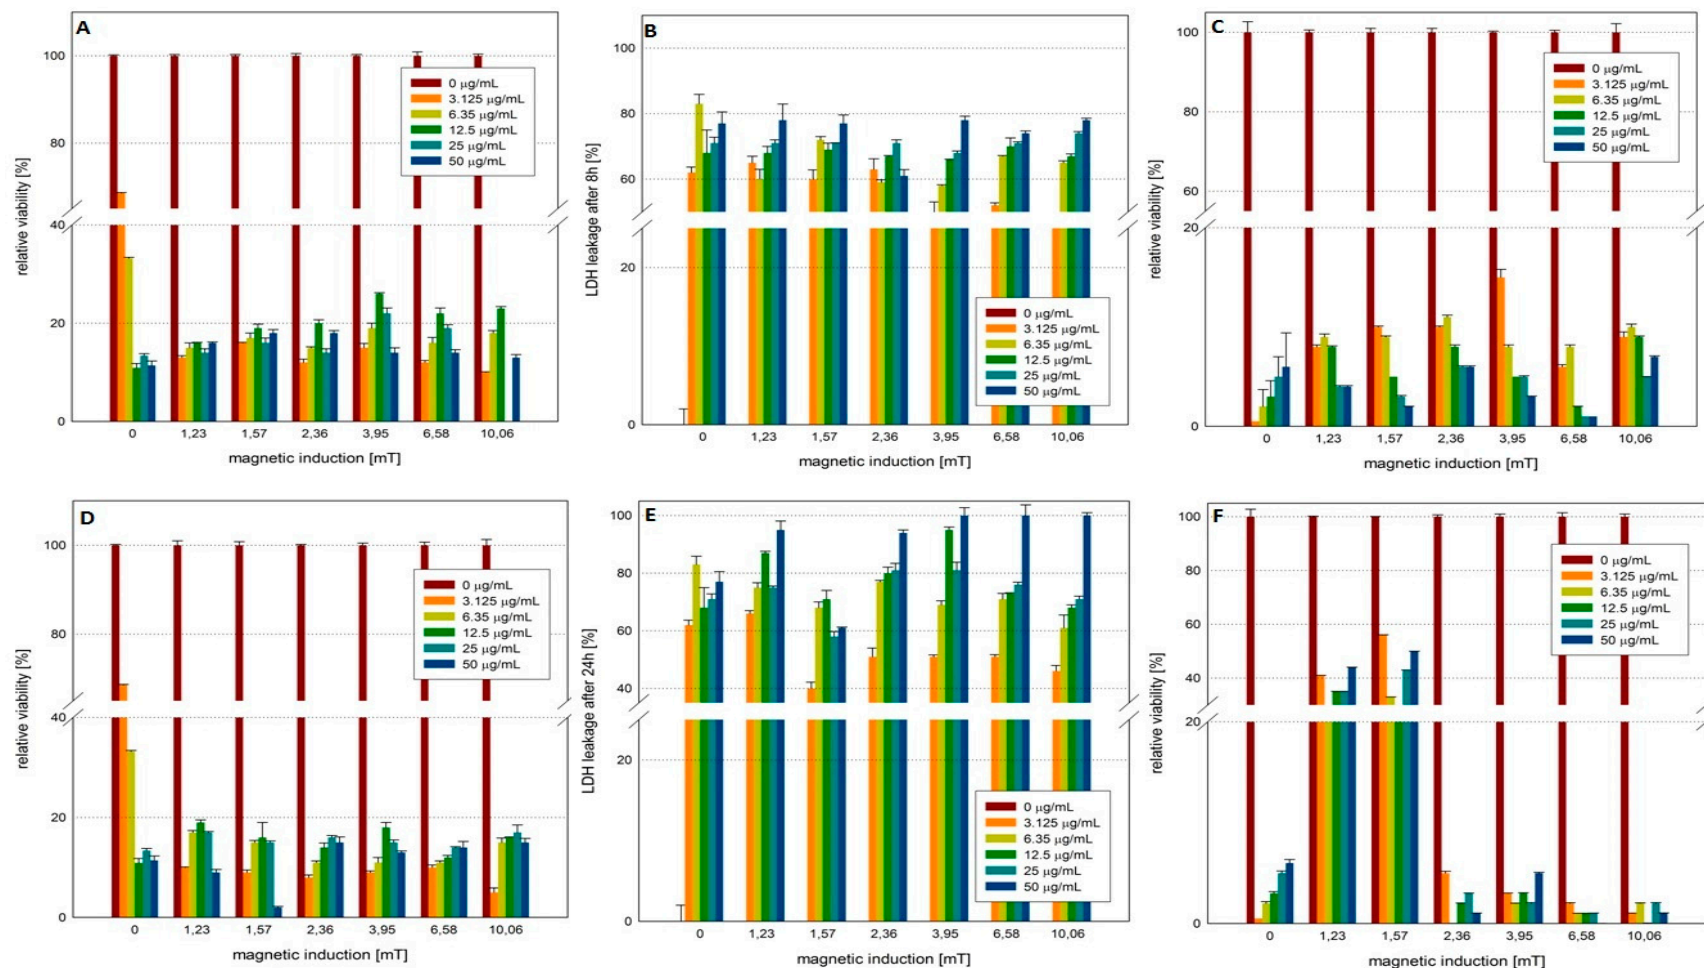 A
relative viability [%]
100
80
40
20
0
0 μg/mL
3.125 μg/mL
6.35 μg/mL
12.5 μg/mL
25 μg/mL
50 μg/mL
0 1,23 1,57 2,36 3,95 6,58 10,06
magnetic induction [mT]
B
LDH leakage after 8h [%]
100
80
60
20
0
0 μg/mL
3.125 μg/mL
6.35 μg/mL
12.5 μg/mL
25 μg/mL
50 μg/mL
0 1,23 1,57 2,36 3,95 6,58 10,06
magnetic induction [mT]
C
relative viability [%]
100
80
60
20
0
0 μg/mL
3.125 μg/mL
6.35 μg/mL
12.5 μg/mL
25 μg/mL
50 μg/mL
0 1,23 1,57 2,36 3,95 6,58 10,06
magnetic induction [mT]
D
relative viability [%]
100
80
40
20
0
0 μg/mL
3.125 μg/mL
6.35 μg/mL
12.5 μg/mL
25 μg/mL
50 μg/mL
0 1,23 1,57 2,36 3,95 6,58 10,06
magnetic induction [mT]
E
LDH leakage after 24h [%]
100
80
60
40
20
0
0 μg/mL
3.125 μg/mL
6.35 μg/mL
12.5 μg/mL
25 μg/mL
50 μg/mL
0 1,23 1,57 2,36 3,95 6,58 10,06
magnetic induction [mT]
F
relative viability [%]
100
80
60
40
20
0
0 μg/mL
3.125 μg/mL
6.35 μg/mL
12.5 μg/mL
25 μg/mL
50 μg/mL
0 1,23 1,57 2,36 3,95 6,58 10,06
magnetic induction [mT]